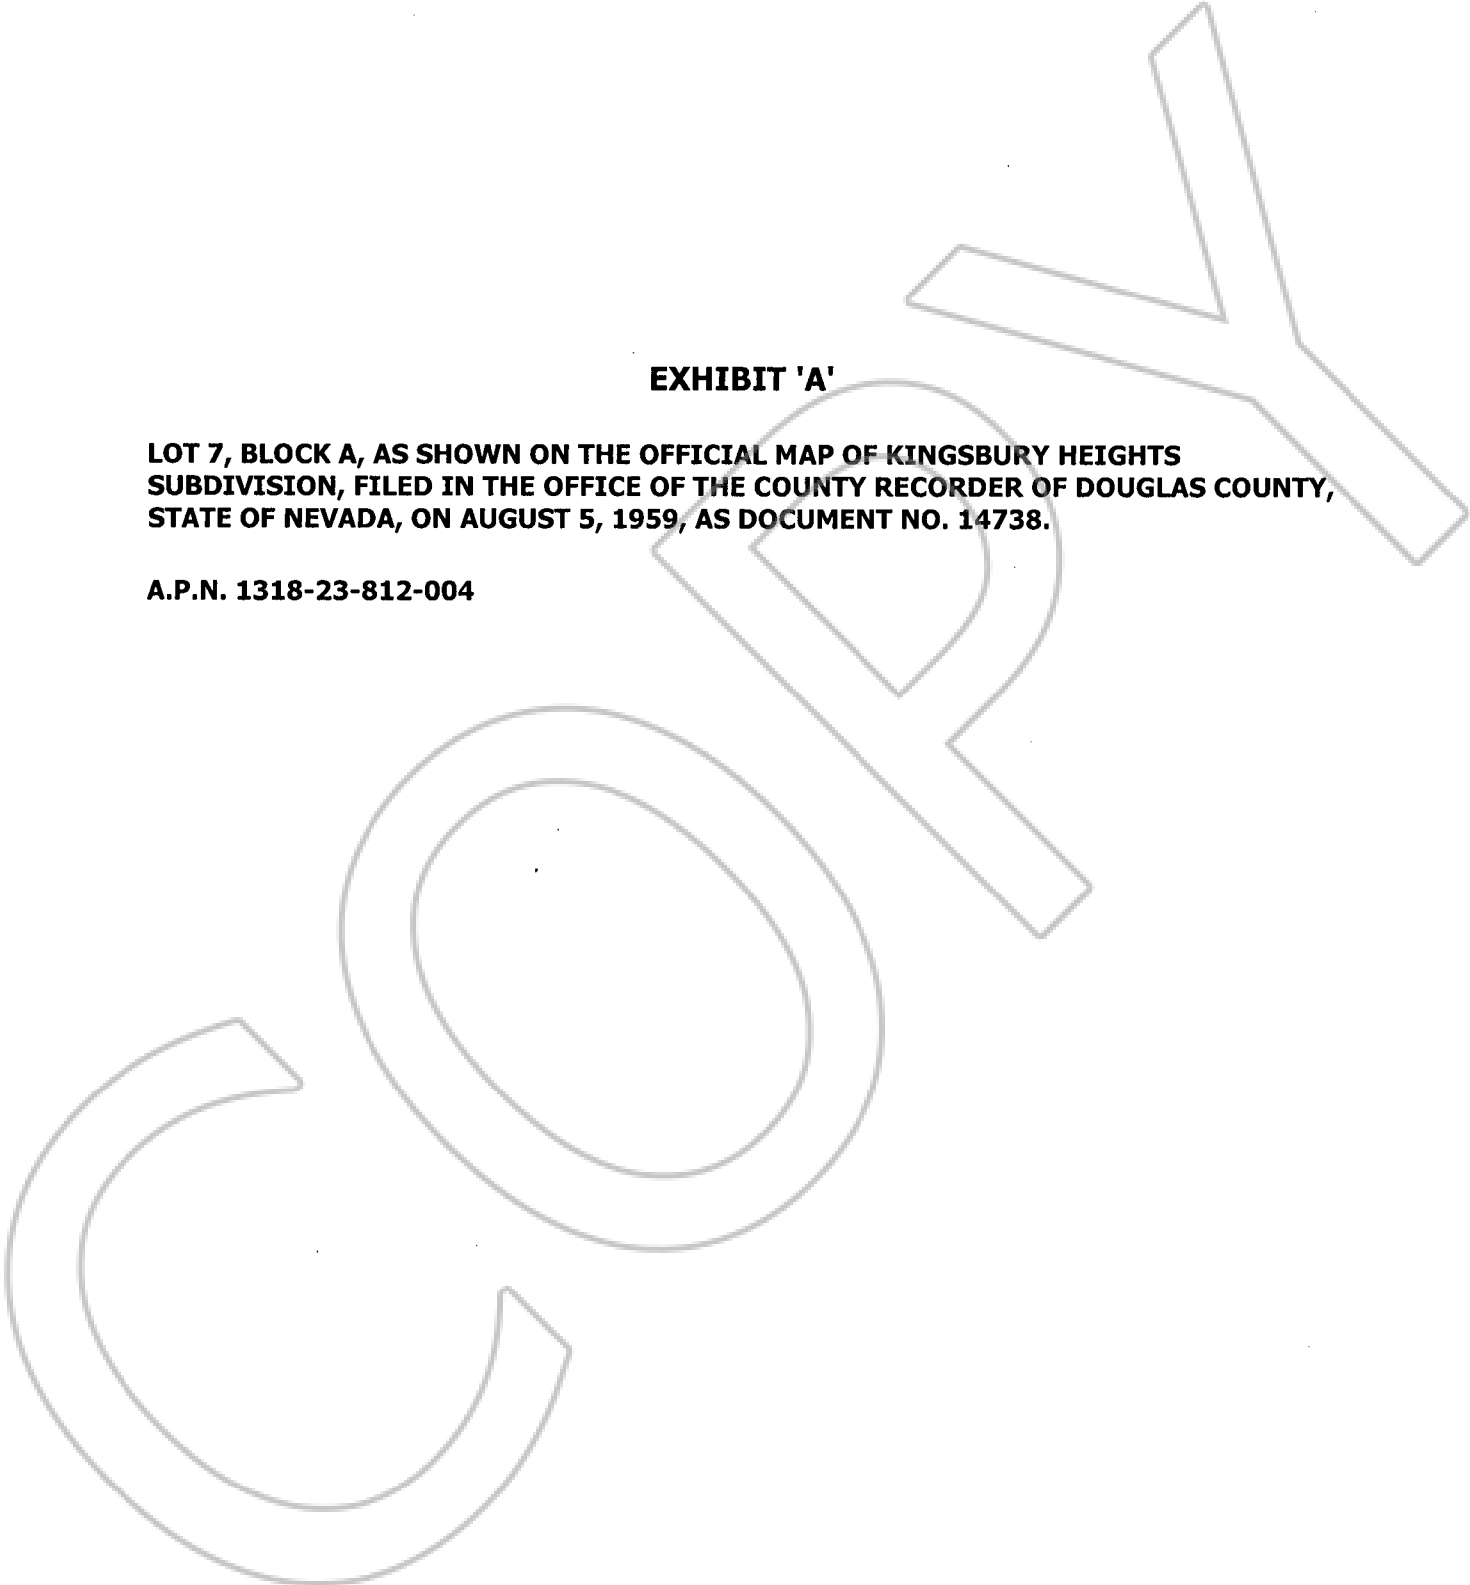 EXHIBIT 'A'
LOT 7, BLOCK A, AS SHOWN ON THE OFFICIAL MAP OF KINGSBURY HEIGHTS
SUBDIVISION, FILED IN THE OFFICE OF THE COUNTY RECORDER OF DOUGLAS COUNTY,
STATE OF NEVADA, ON AUGUST 5, 1959, AS DOCUMENT NO. 14738.
A.P.N. 1318-23-812-004
COPY